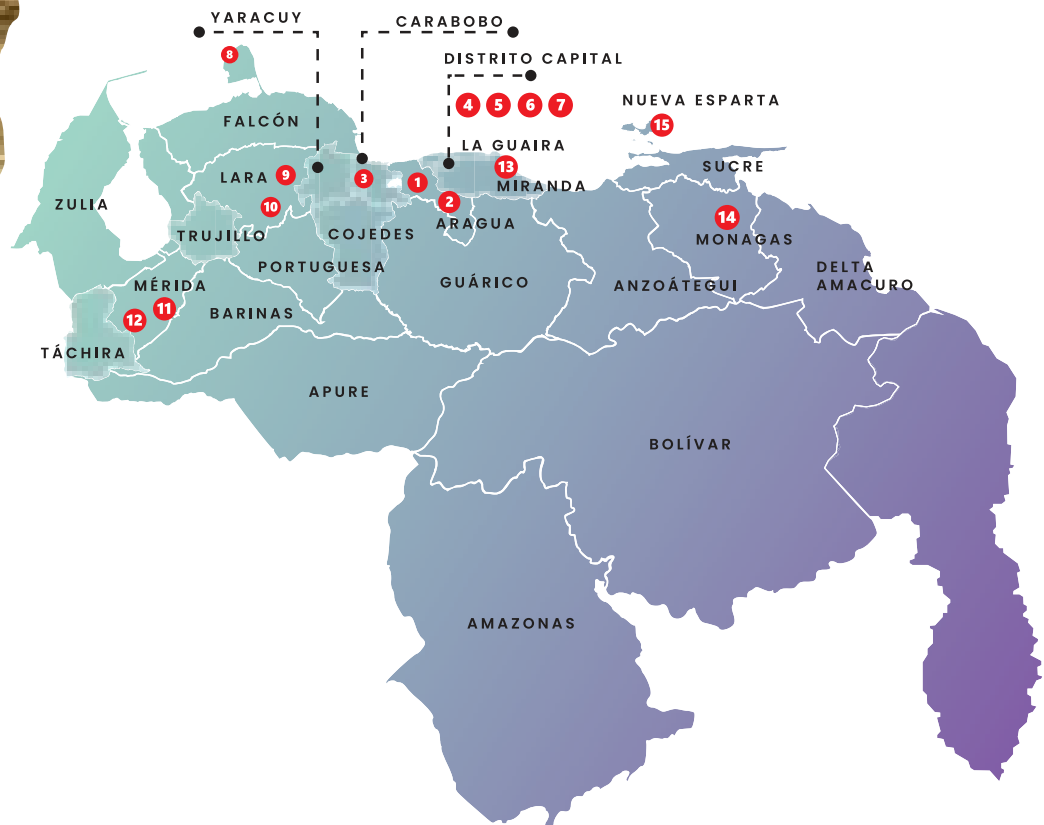 YARACUY
CARABOBO
8
DISTRITO CAPITAL
4 5 6 7
NUEVA ESPARTA
15
FALCÓN
LA GUAIRA
13
SUCRE
LARA 9
3
1
MIRANDA
ZULIA
10
2
ARAGUA
14
TRUJILLO
COJEDES
MONAGAS
PORTUGUESA
DELTA
AMACURO
MÉRIDA
GUÁRICO
ANZOÁTEGUI
12 11
BARINAS
TÁCHIRA
APURE
BOLÍVAR
AMAZONAS